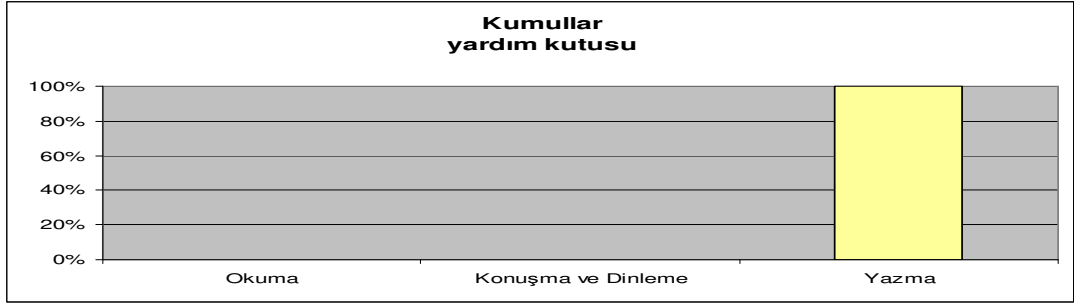 Kumullar
yardım kutusu
100%
80%
60%
40%
20%
0%
Okuma
Konuşma ve Dinleme
Yazma